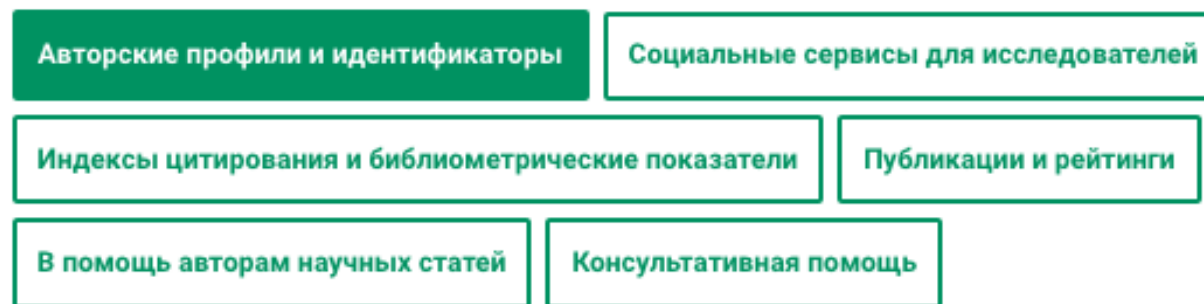 Авторские профили и идентификаторы
Социальные сервисы для исследователей
Индексы цитирования и библиометрические показатели
Публикации и рейтинги
В помощь авторам научных статей
Консультативная помощь